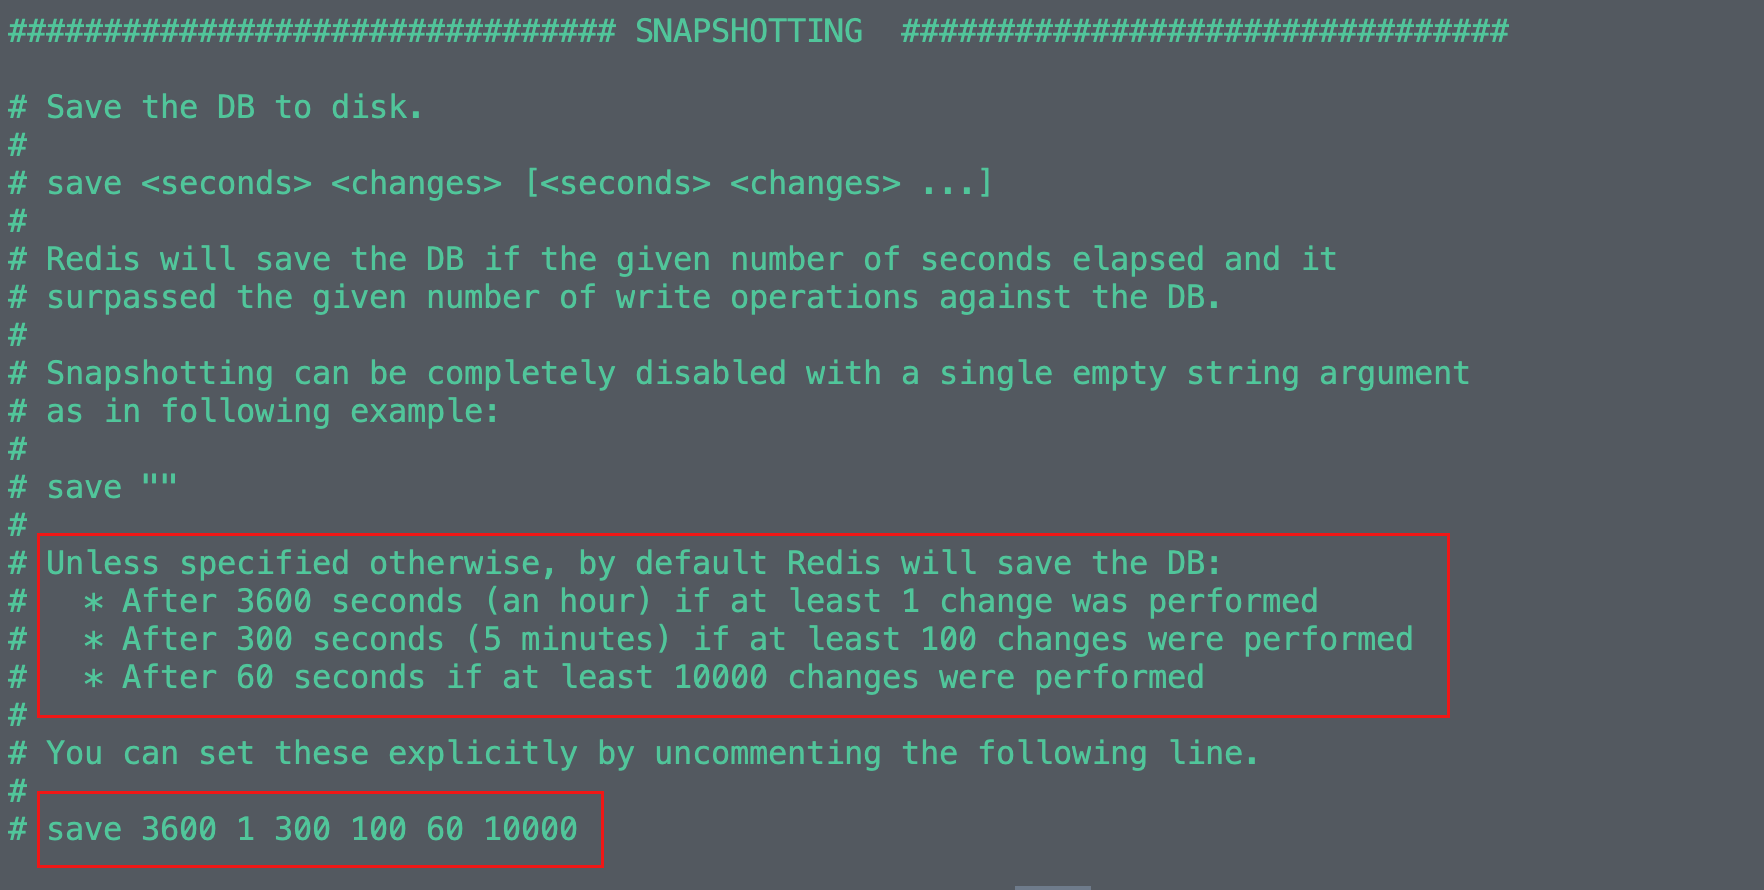 ################################ SNAPSHOTTING  ################################
# Save the DB to disk.
#
# save <seconds> <changes> [<seconds> <changes> ...]
#
# Redis will save the DB if the given number of seconds elapsed and it
# surpassed the given number of write operations against the DB.
#
# Snapshotting can be completely disabled with a single empty string argument
# as in following example:
#
# save ""
#
# Unless specified otherwise, by default Redis will save the DB:
#   * After 3600 seconds (an hour) if at least 1 change was performed
#   * After 300 seconds (5 minutes) if at least 100 changes were performed
#   * After 60 seconds if at least 10000 changes were performed
#
# You can set these explicitly by uncommenting the following line.
#
# save 3600 1 300 100 60 10000